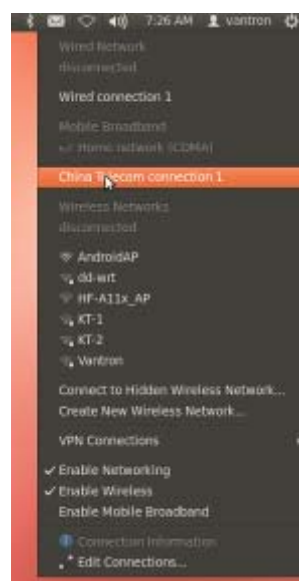 7:26 AM vantron
Wired Network
disconnected
Wired connection 1
Mobile Broadband
Home network (CDMA)
China Telecom connection 1
Wireless Networks
disconnected
AndroidAP
dd-wrt
HF-A11x_AP
KT-1
KT-2
Vantron
Connect to Hidden Wireless Network...
Create New Wireless Network...
VPN Connections
Enable Networking
Enable Wireless
Enable Mobile Broadband
Connection Information
Edit Connections...